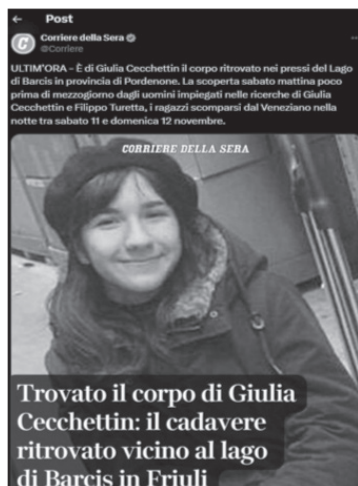 Post
Corriere della Sera
@Corriere
ULTIM'ORA - È di Giulia Cecchettin il corpo ritrovato nei pressi del Lago
di Barcis in provincia di Pordenone. La scoperta sabato mattina poco
prima di mezzogiorno dagli uomini impiegati nelle ricerche di Giulia
Cecchettin e Filippo Turetta, i ragazzi scomparsi dal Veneziano nella
notte tra sabato 11 e domenica 12 novembre.
CORRIERE DELLA SERA
Trovato il corpo di Giulia
Cecchettin: il cadavere
ritrovato vicino al lago
di Barcis in Friuli